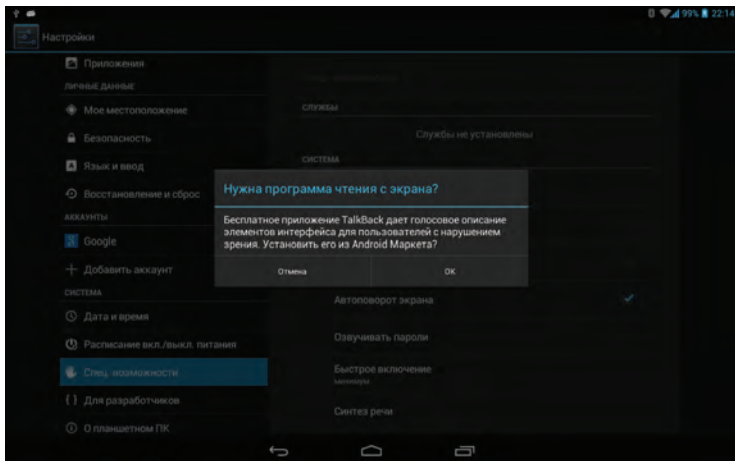 99% 22:14
Настройки
Приложения
ЛИЧНЫЕ ДАННЫЕ
Мое местоположение
Безопасность
Язык и ввод
Восстановление и сброс
АККАУНТЫ
Google
Добавить аккаунт
СИСТЕМА
Дата и время
Расписание вкл./выкл. питания
Спец. возможности
{ } Для разработчиков
О планшетном ПК
СЛУЖБЫ
Службы не установлены
СИСТЕМА
Нужна программа чтения с экрана?
Бесплатное приложение TalkBack дает голосовое описание
элементов интерфейса для пользователей с нарушением
зрения. Установить его из Android Маркета?
Отмена
ОК
Автоповорот экрана
Озвучивать пароли
Быстрое включение
Синтез речи